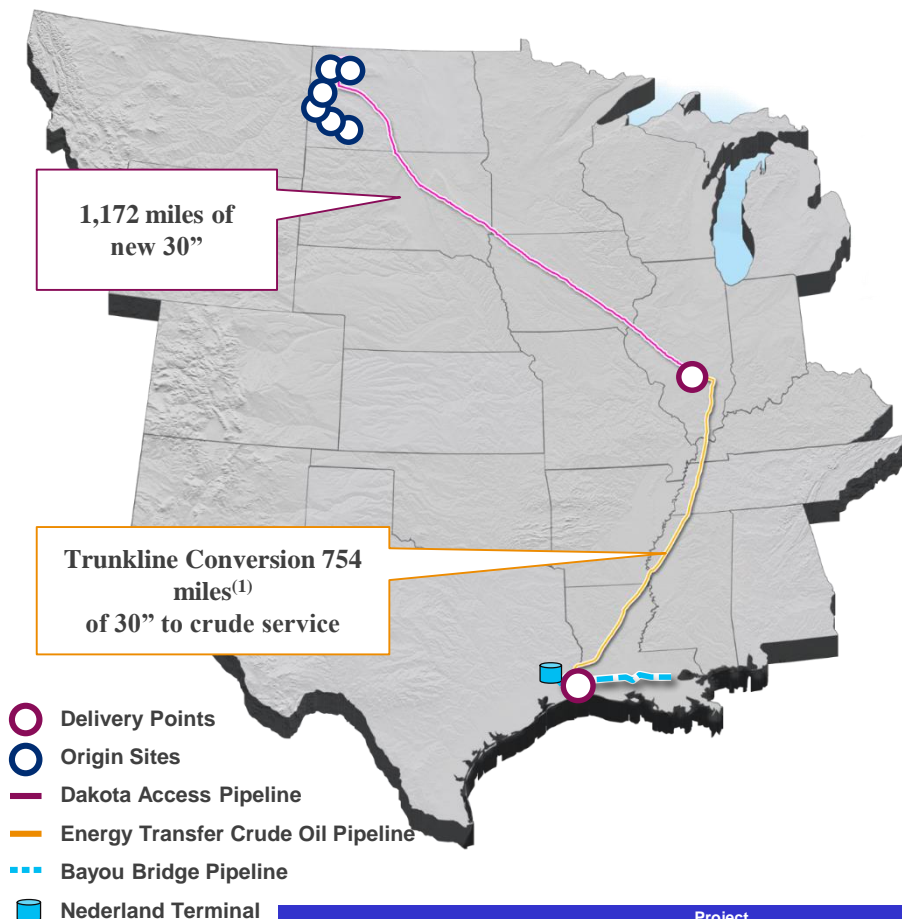 1,172 miles of
new 30”
Trunkline Conversion 754
miles(1)
of 30” to crude service
Delivery Points
Origin Sites
Dakota Access Pipeline
Energy Transfer Crude Oil Pipeline
Bayou Bridge Pipeline
Nederland Terminal
Project